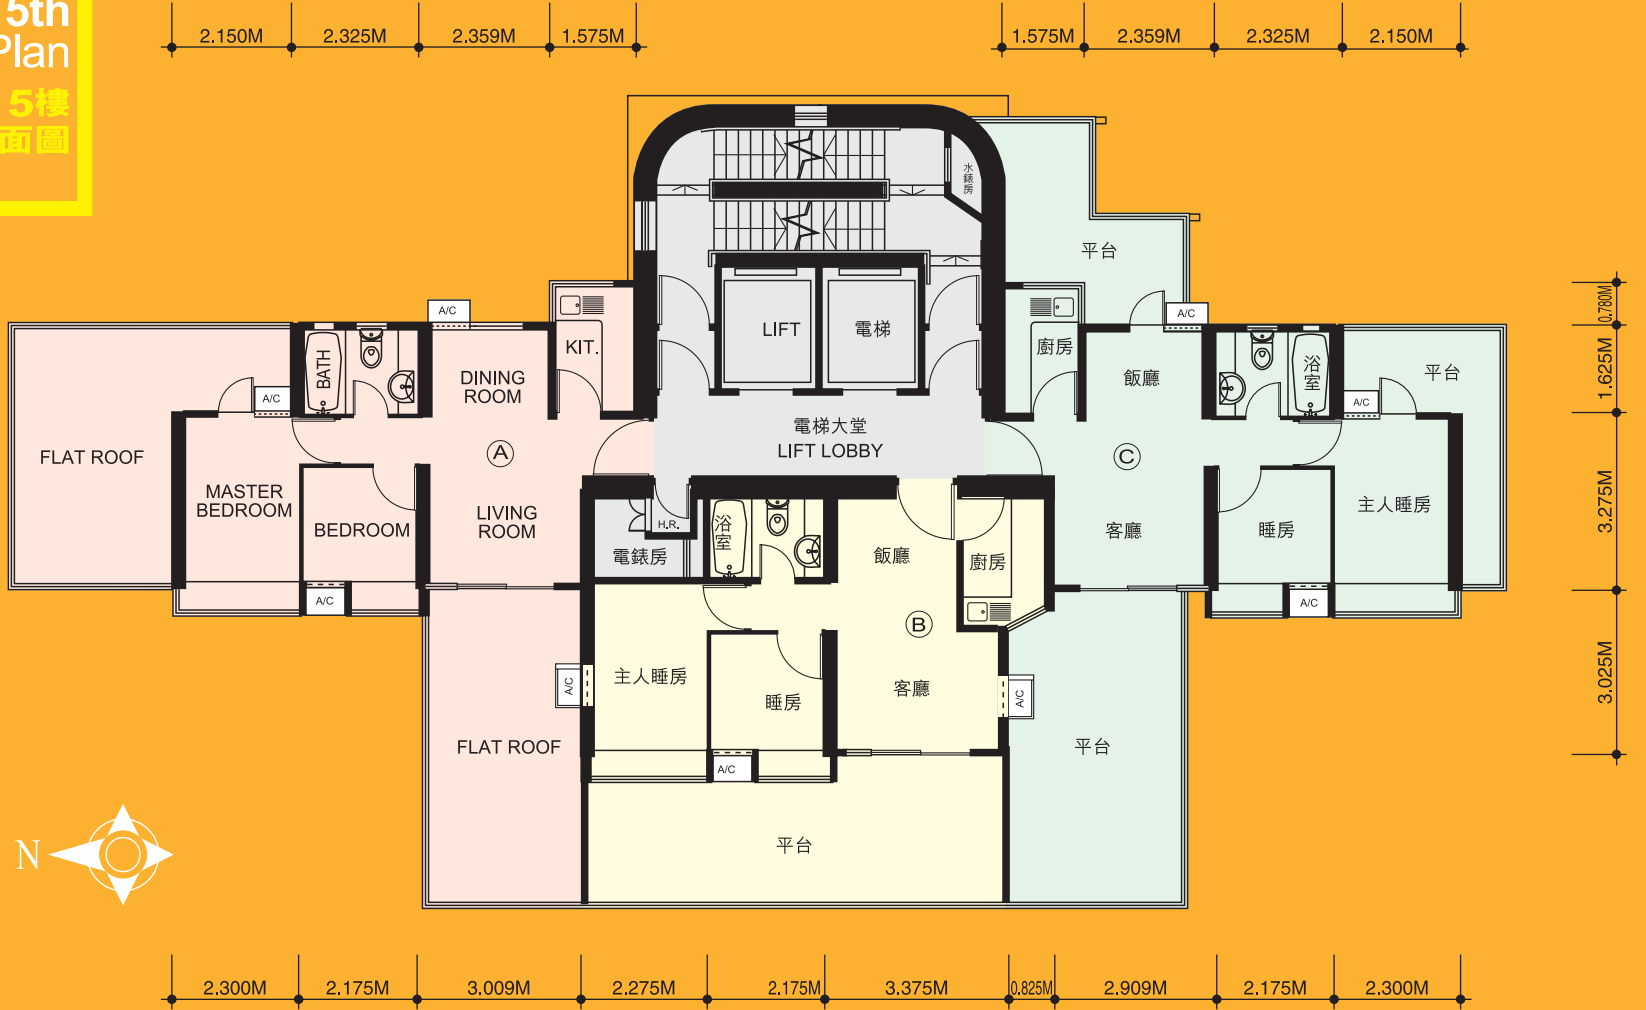 5th
Plan
5樓
面圖
2.150M
2.325M
2.359M
1.575M
1.575M
2.359M
2.325M
2.150M
水錶房
平台
A/C
A/C
KIT.
LIFT
電梯
廚房
BATH
DINING
ROOM
飯廳
浴室
平台
A/C
A/C
電梯大堂
LIFT LOBBY
FLAT ROOF
A
C
MASTER
BEDROOM
BEDROOM
LIVING
ROOM
H.R.
浴室
電錶房
飯廳
廚房
客廳
睡房
主人睡房
A/C
A/C
B
主人睡房
睡房
客廳
A/C
A/C
A/C
FLAT ROOF
平台
平台
N
0.780M
1.625M
3.275M
3.025M
2.300M
2.175M
3.009M
2.275M
2.175M
3.375M
0.825M
2.909M
2.175M
2.300M